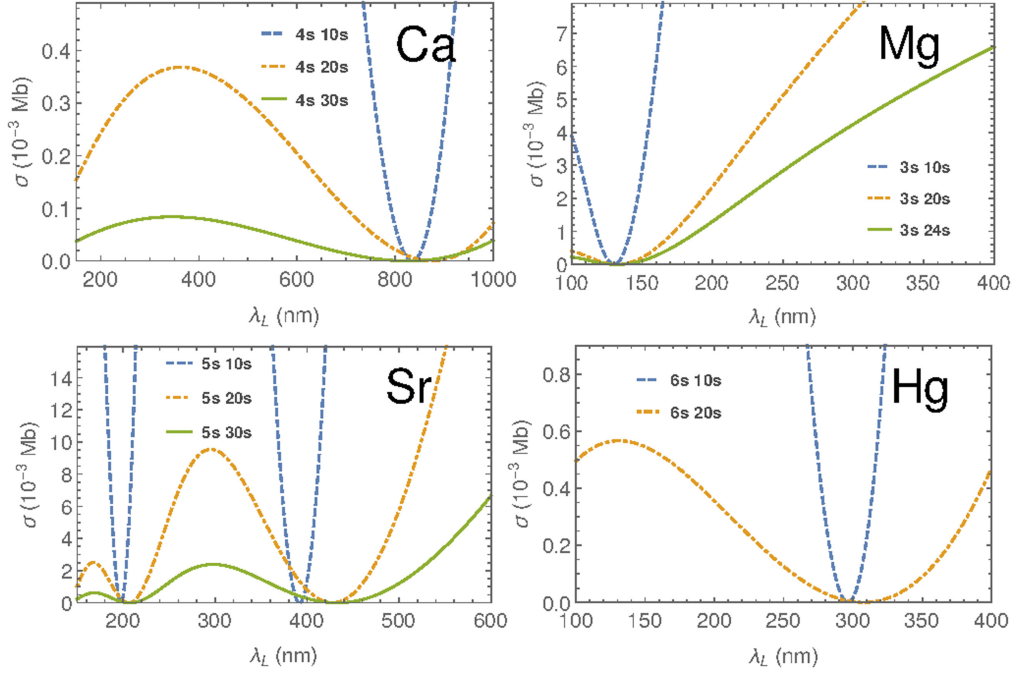 Ca
4s 10s
4s 20s
4s 30s
σ (10⁻³ Mb)
0.4
0.3
0.2
0.1
0.0
200 400 600 800 1000
λ_L (nm)
Mg
3s 10s
3s 20s
3s 24s
σ (10⁻³ Mb)
7
6
5
4
3
2
1
0
100 150 200 250 300 350 400
λ_L (nm)
Sr
5s 10s
5s 20s
5s 30s
σ (10⁻³ Mb)
14
12
10
8
6
4
2
0
200 300 400 500 600
λ_L (nm)
Hg
6s 10s
6s 20s
σ (10⁻³ Mb)
0.8
0.6
0.4
0.2
0.0
100 150 200 250 300 350 400
λ_L (nm)